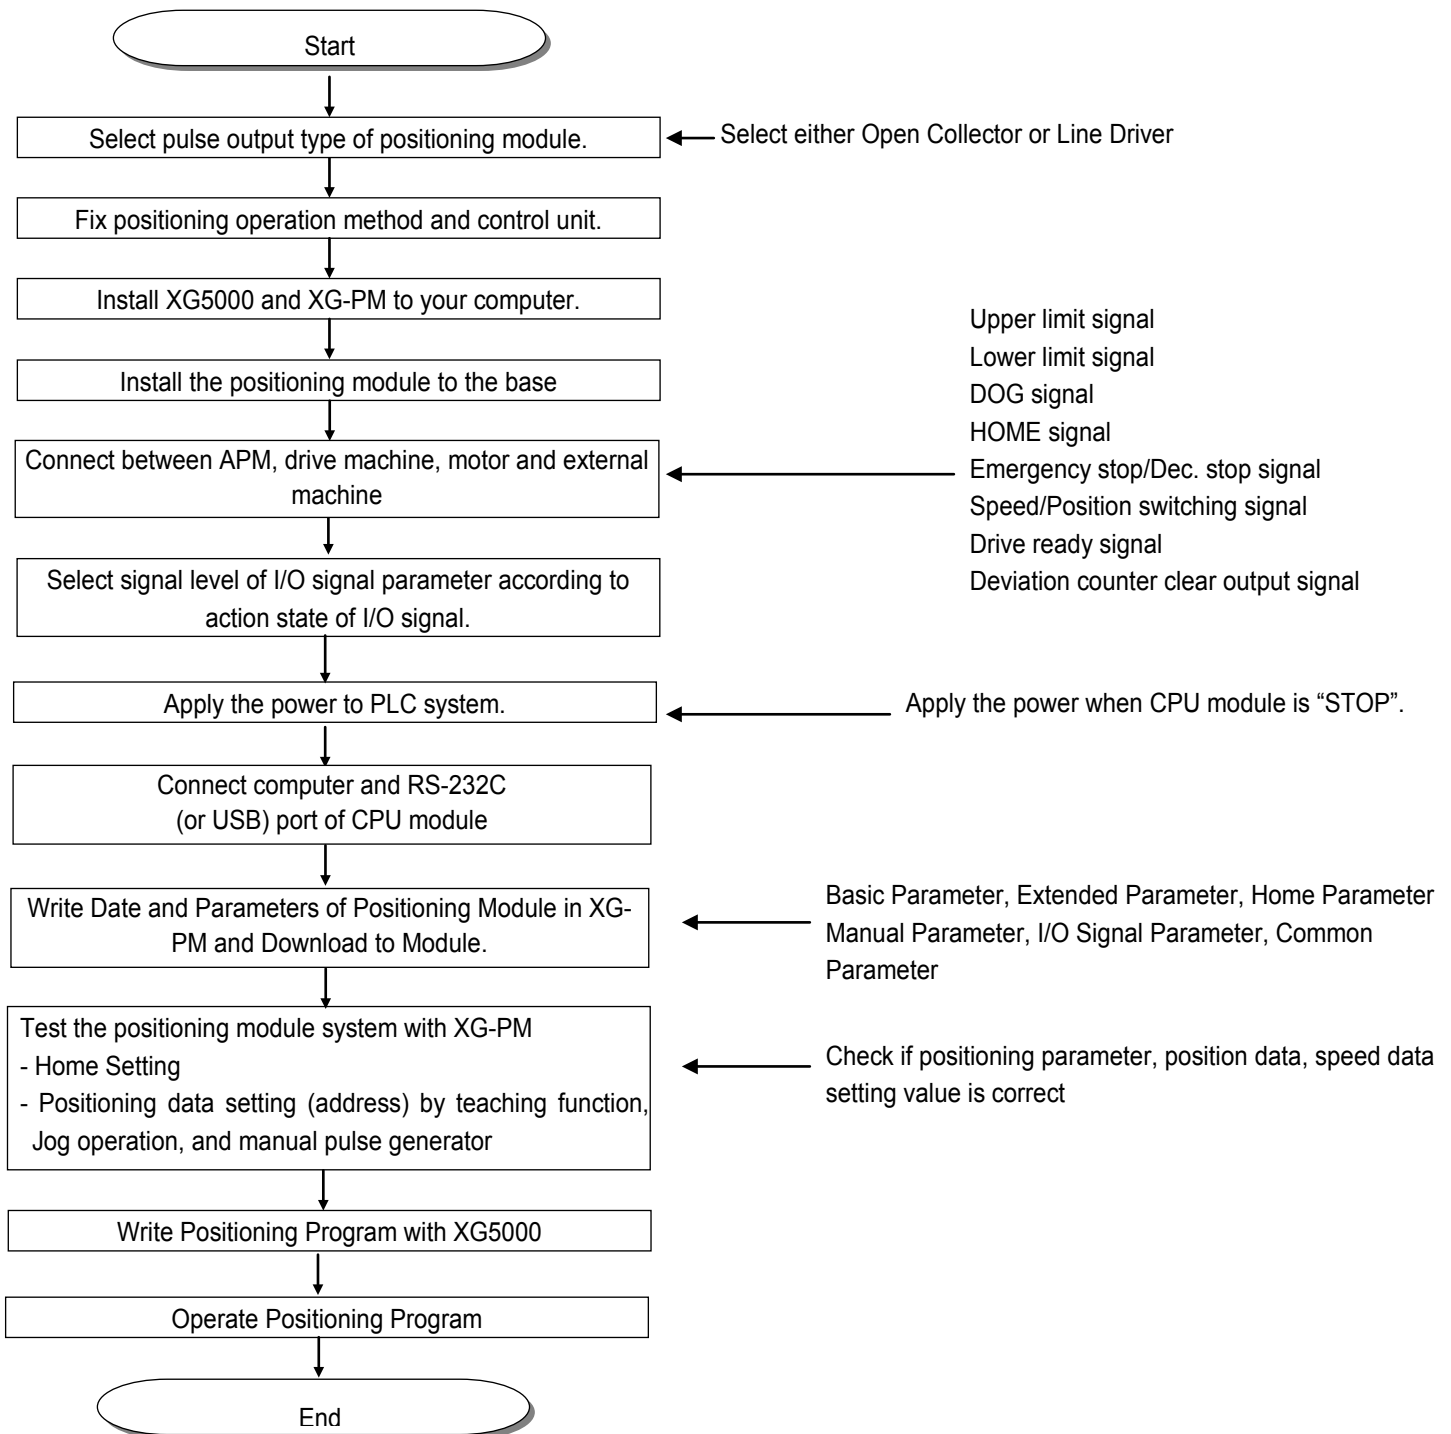 Start
Select pulse output type of positioning module.
Select either Open Collector or Line Driver
Fix positioning operation method and control unit.
Install XG5000 and XG-PM to your computer.
Install the positioning module to the base
Connect between APM, drive machine, motor and external
machine
Upper limit signal
Lower limit signal
DOG signal
HOME signal
Emergency stop/Dec. stop signal
Speed/Position switching signal
Drive ready signal
Deviation counter clear output signal
Select signal level of I/O signal parameter according to
action state of I/O signal.
Apply the power to PLC system.
Apply the power when CPU module is “STOP”.
Connect computer and RS-232C
(or USB) port of CPU module
Write Date and Parameters of Positioning Module in XG-
PM and Download to Module.
Basic Parameter, Extended Parameter, Home Parameter
Manual Parameter, I/O Signal Parameter, Common
Parameter
Test the positioning module system with XG-PM
- Home Setting
- Positioning data setting (address) by teaching function,
Jog operation, and manual pulse generator
Check if positioning parameter, position data, speed data
setting value is correct
Write Positioning Program with XG5000
Operate Positioning Program
End